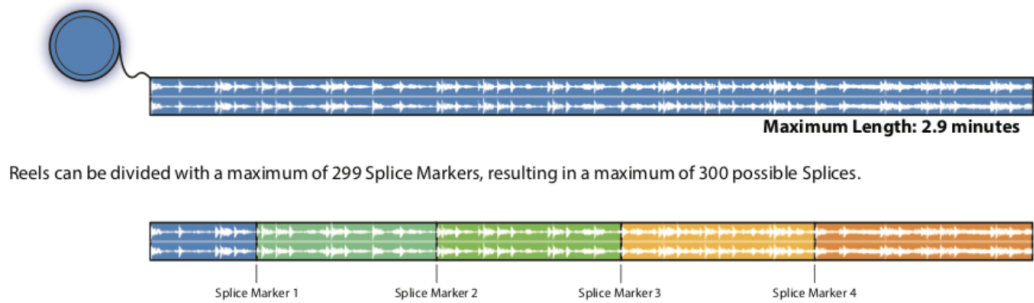 Maximum Length: 2.9 minutes
Reels can be divided with a maximum of 299 Splice Markers, resulting in a maximum of 300 possible Splices.
Splice Marker 1
Splice Marker 2
Splice Marker 3
Splice Marker 4